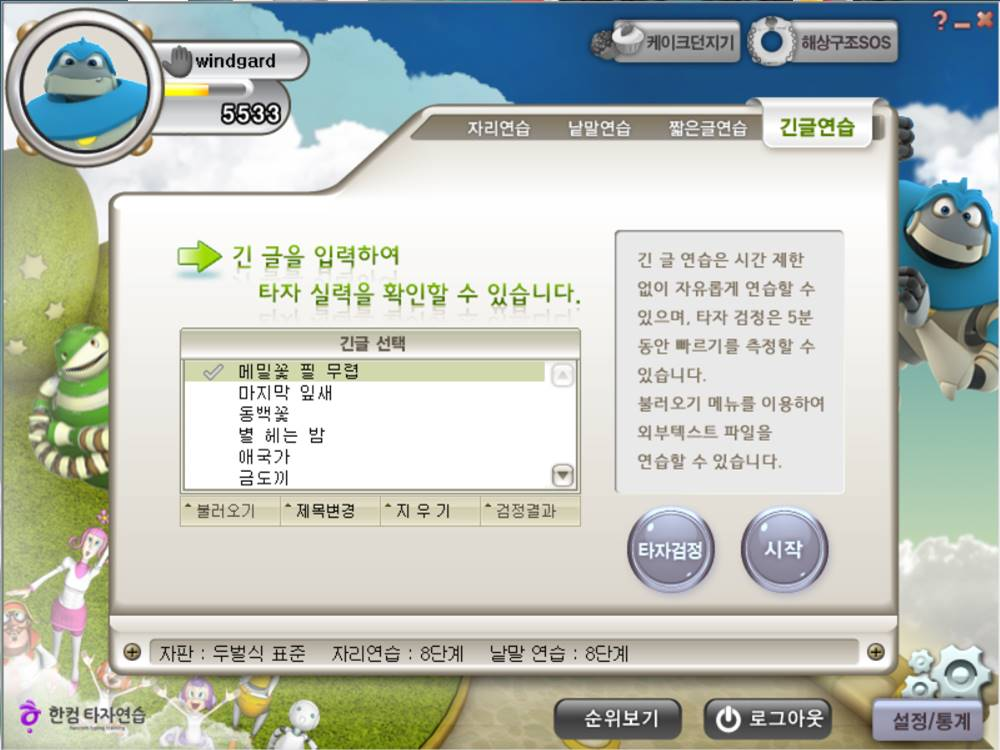 windgard
5533
케이크던지기
해상구조SOS
?
자리연습
낱말연습
짧은글연습
긴글연습
긴 글을 입력하여
타자 실력을 확인할 수 있습니다.
긴글 선택
메밀꽃 필 무렵
마지막 잎새
동백꽃
별 헤는 밤
애국가
금도끼
불러오기
제목변경
지 우 기
검정결과
긴 글 연습은 시간 제한
없이 자유롭게 연습할 수
있으며, 타자 검정은 5분
동안 빠르기를 측정할 수
있습니다.
불러오기 메뉴를 이용하여
외부텍스트 파일을
연습할 수 있습니다.
타자검정
시작
자판 : 두벌식 표준 자리연습 : 8단계 낱말 연습 : 8단계
한컴 타자연습
순위보기
로그아웃
설정/통계